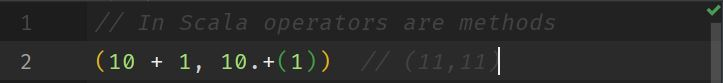 1 // In Scala operators are methods
2 (10 + 1, 10.+(1)) // (11,11)